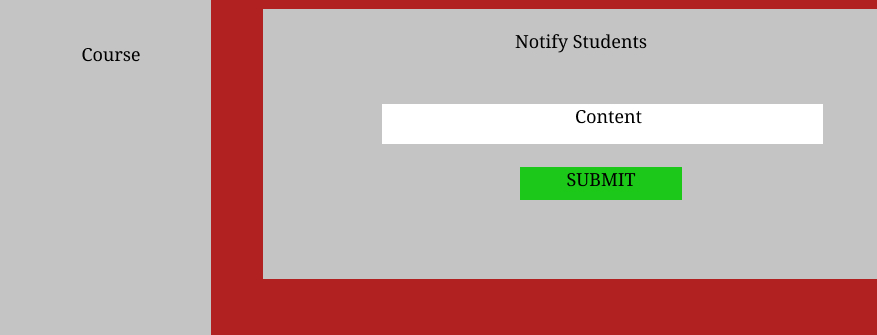 Course
Notify Students
Content
SUBMIT